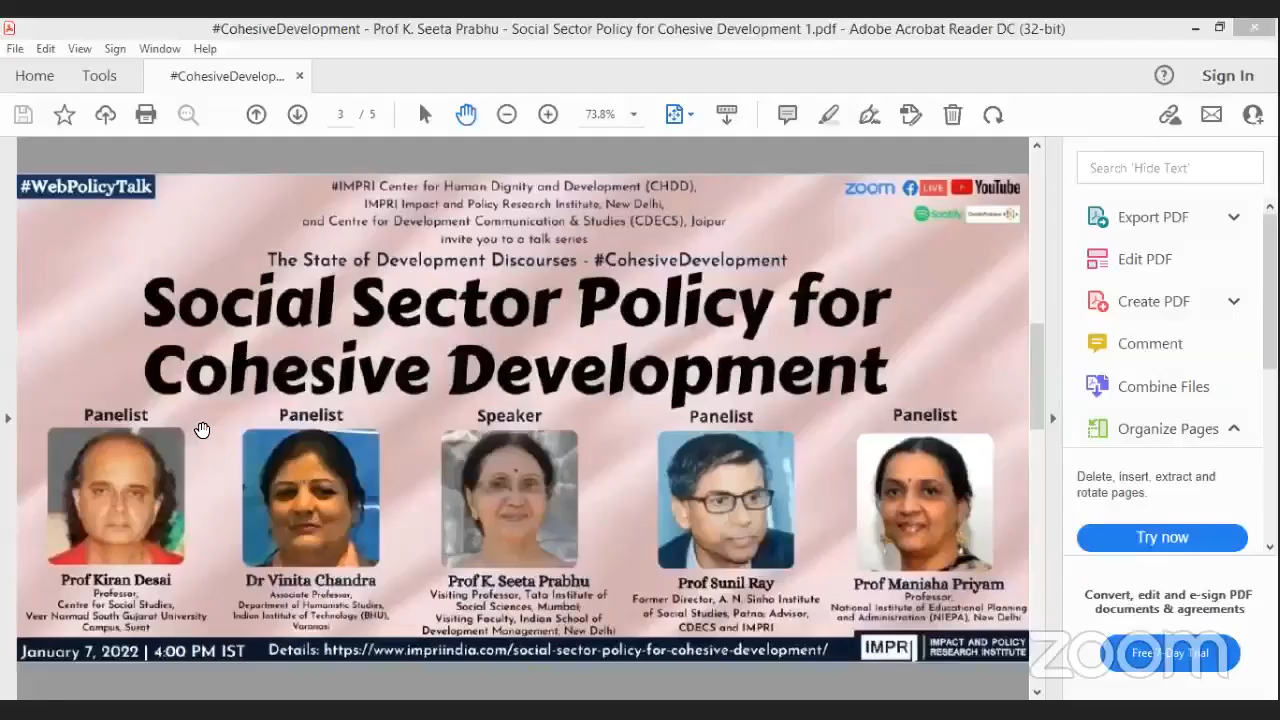 #CohesiveDevelopment - Prof K. Seeta Prabhu - Social Sector Policy for Cohesive Development 1.pdf - Adobe Acrobat Reader DC (32-bit)
File Edit View Sign Window Help
Home Tools #CohesiveDevelop... × Sign In
3 / 5 73.8%
#WebPolicyTalk
#IMPRI Center for Human Dignity and Development (CHDD),
IMPRI Impact and Policy Research Institute, New Delhi,
and Centre for Development Communication & Studies (CDECS), Jaipur
invite you to a talk series
The State of Development Discourses - #CohesiveDevelopment
Social Sector Policy for
Cohesive Development
zoom LIVE YouTube
Spotify
Panelist
Prof Kiran Desai
Professor,
Centre for Social Studies,
Veer Narmad South Gujarat University
Campus, Surat
Panelist
Dr Vinita Chandra
Associate Professor,
Department of Humanistic Studies,
Indian Institute of Technology (BHU),
Varanasi
Speaker
Prof K. Seeta Prabhu
Visiting Professor, Tata Institute of
Social Sciences, Mumbai;
Visiting Faculty, Indian School of
Development Management, New Delhi
Panelist
Prof Sunil Ray
Former Director, A. N. Sinha Institute
of Social Studies, Patna; Advisor,
CDECS and IMPRI
Panelist
Prof Manisha Priyam
Professor,
National Institute of Educational Planning
and Administration (NIEPA), New Delhi
January 7, 2022 | 4:00 PM IST Details: https://www.impriindia.com/social-sector-policy-for-cohesive-development/
IMPRI
IMPACT AND POLICY
RESEARCH INSTITUTE
Search 'Hide Text'
Export PDF
Edit PDF
Create PDF
Comment
Combine Files
Organize Pages
Delete, insert, extract and
rotate pages.
Try now
Convert, edit and e-sign PDF
documents & agreements
Free 7-Day Trial
zoom